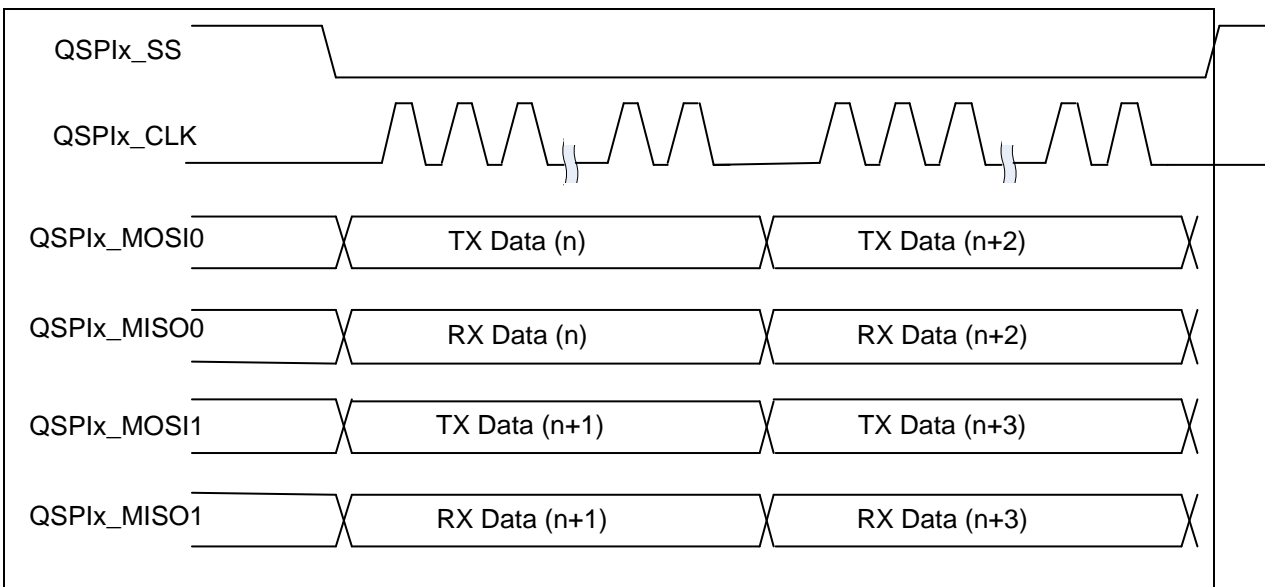 QSPIx_SS
QSPIx_CLK
QSPIx_MOSI0 TX Data (n) TX Data (n+2)
QSPIx_MISO0 RX Data (n) RX Data (n+2)
QSPIx_MOSI1 TX Data (n+1) TX Data (n+3)
QSPIx_MISO1 RX Data (n+1) RX Data (n+3)